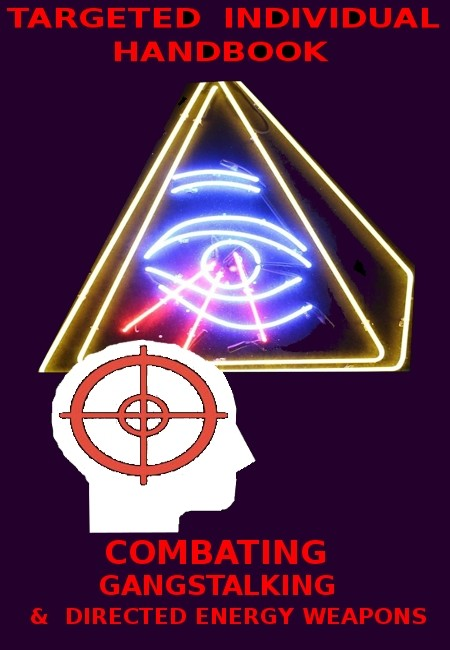 TARGETED INDIVIDUAL
HANDBOOK
COMBATING
GANGSTALKING
& DIRECTED ENERGY WEAPONS